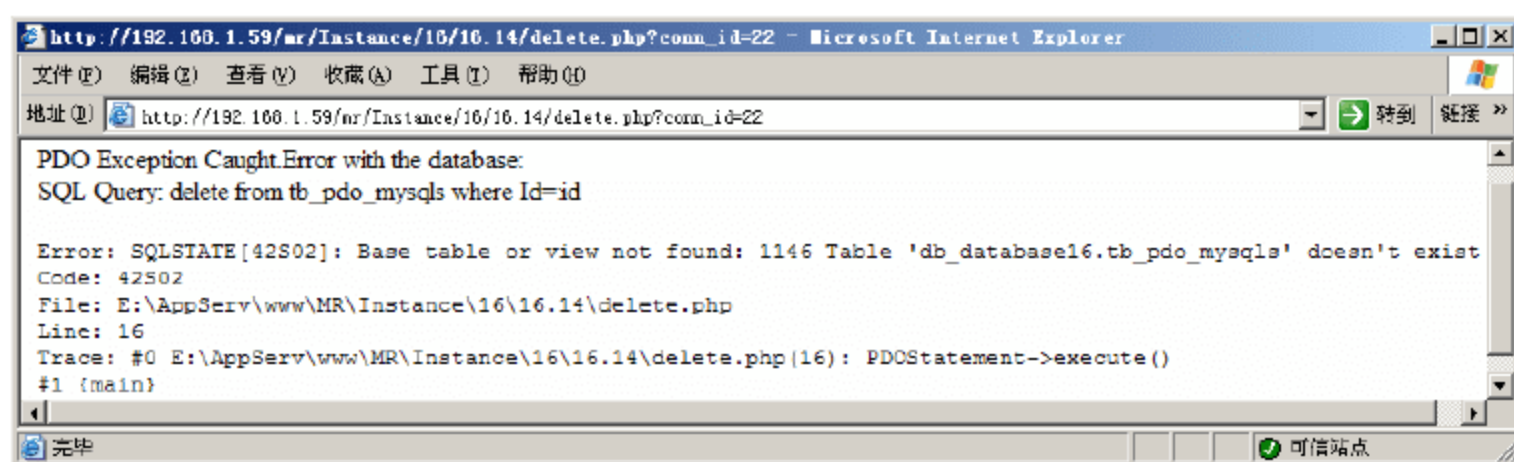 http://192.168.1.59/mr/Instance/16/16.14/delete.php?conn_id=22 - Microsoft Internet Explorer
文件(F) 编辑(E) 查看(V) 收藏(A) 工具(T) 帮助(H)
地址(D) http://192.168.1.59/mr/Instance/16/16.14/delete.php?conn_id=22 转到 链接 »
PDO Exception Caught.Error with the database:
SQL Query: delete from tb_pdo_mysqls where Id=id
Error: SQLSTATE[42S02]: Base table or view not found: 1146 Table 'db_database16.tb_pdo_mysqls' doesn't exist
Code: 42S02
File: E:\AppServ\www\MR\Instance\16\16.14\delete.php
Line: 16
Trace: #0 E:\AppServ\www\MR\Instance\16\16.14\delete.php(16): PDOStatement->execute()
#1 {main}
完毕 可信站点